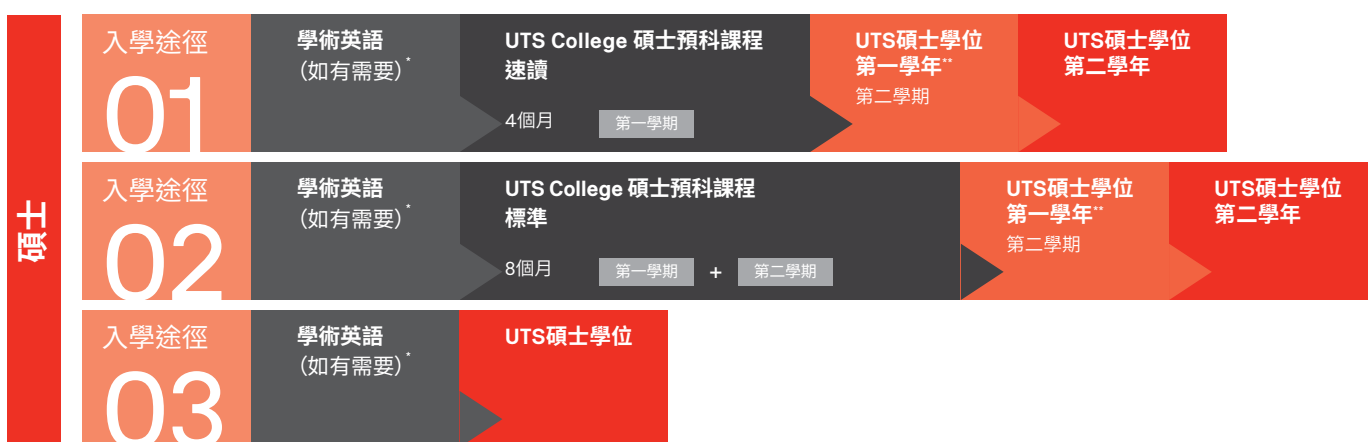 碩士
入學途徑
01
學術英語
（如有需要）*
UTS College 碩士預科課程
速讀
4個月
第一學期
UTS碩士學位
第一學年**
第二學期
UTS碩士學位
第二學年
入學途徑
02
學術英語
（如有需要）*
UTS College 碩士預科課程
標準
8個月
第一學期 + 第二學期
UTS碩士學位
第一學年**
第二學期
UTS碩士學位
第二學年
入學途徑
03
學術英語
（如有需要）*
UTS碩士學位